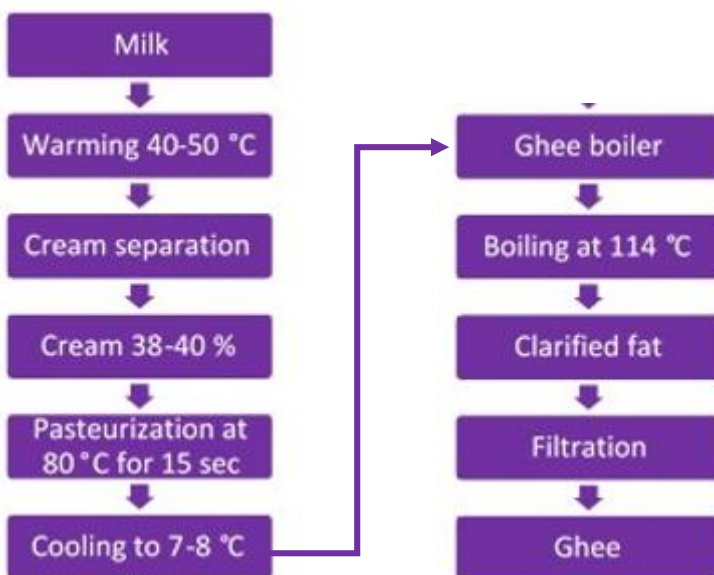 Milk
Warming 40-50 °C
Cream separation
Cream 38-40 %
Pasteurization at
80 °C for 15 sec
Cooling to 7-8 °C
Ghee boiler
Boiling at 114 °C
Clarified fat
Filtration
Ghee